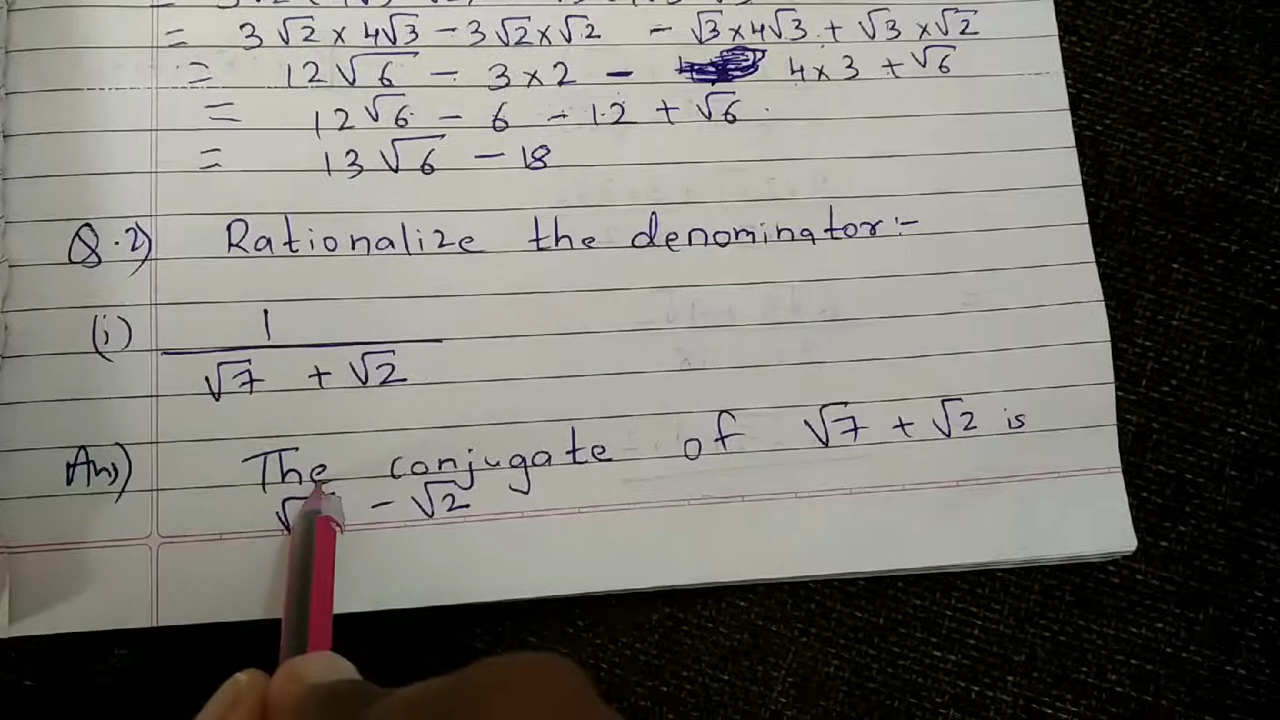 = 3√2 × 4√3 - 3√2 × √2 - √3 × 4√3 + √3 × √2
= 12√6 - 3 × 2 - 4 × 3 + √6
= 12√6 - 6 - 12 + √6
= 13√6 - 18
Q.2) Rationalize the denominator:-
(i) 1
√7 + √2
Ans) The conjugate of √7 + √2 is
- √2